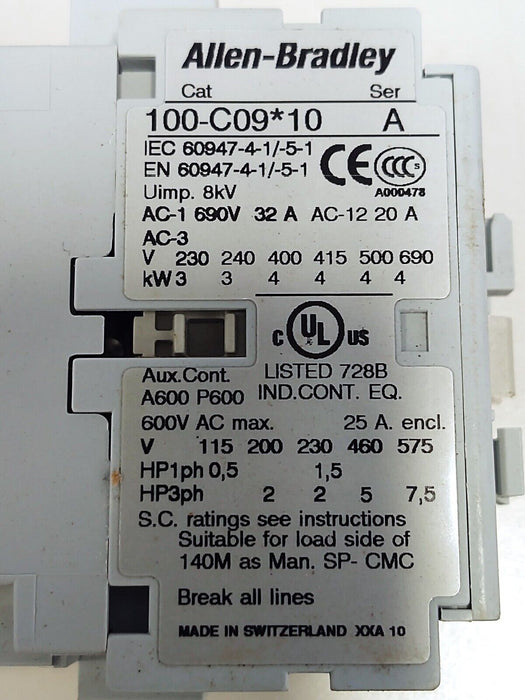 Allen-Bradley
Cat Ser
100-C09*10 A
IEC 60947-4-1/-5-1
EN 60947-4-1/-5-1
CE CCC S
A000478
Uimp. 8kV
AC-1 690V 32 A AC-12 20 A
AC-3
V 230 240 400 415 500 690
kW 3 3 4 4 4 4
C UL US
LISTED 728B
IND.CONT. EQ.
Aux.Cont.
A600 P600
600V AC max. 25 A. encl.
V 115 200 230 460 575
HP1ph 0,5 1,5
HP3ph 2 2 5 7,5
S.C. ratings see instructions
Suitable for load side of
140M as Man. SP- CMC
Break all lines
MADE IN SWITZERLAND XXA 10